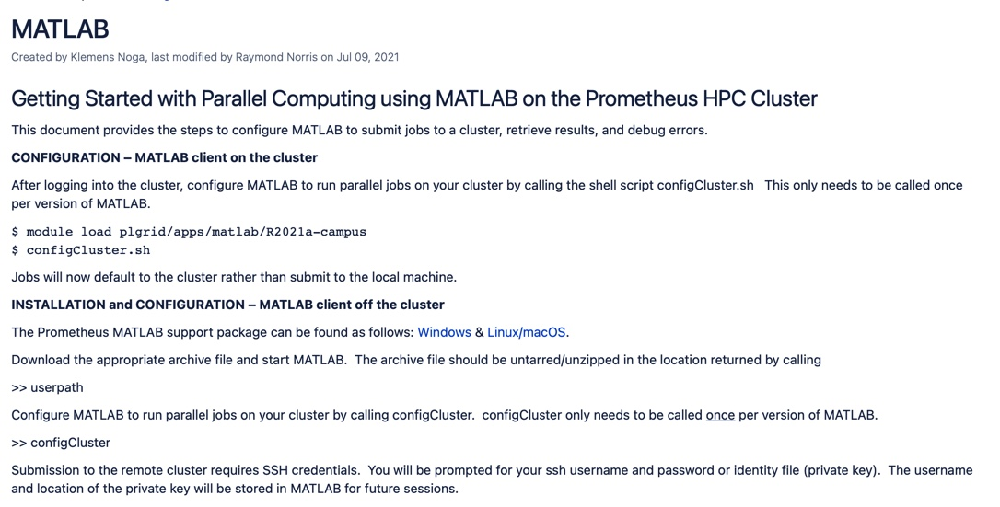 MATLAB
Created by Klemens Noga, last modified by Raymond Norris on Jul 09, 2021
Getting Started with Parallel Computing using MATLAB on the Prometheus HPC Cluster
This document provides the steps to configure MATLAB to submit jobs to a cluster, retrieve results, and debug errors.
CONFIGURATION – MATLAB client on the cluster
After logging into the cluster, configure MATLAB to run parallel jobs on your cluster by calling the shell script configCluster.sh   This only needs to be called once
per version of MATLAB.
$ module load plgrid/apps/matlab/R2021a-campus
$ configCluster.sh
Jobs will now default to the cluster rather than submit to the local machine.
INSTALLATION and CONFIGURATION – MATLAB client off the cluster
The Prometheus MATLAB support package can be found as follows: Windows & Linux/macOS.
Download the appropriate archive file and start MATLAB.  The archive file should be untarred/unzipped in the location returned by calling
>> userpath
Configure MATLAB to run parallel jobs on your cluster by calling configCluster.  configCluster only needs to be called once per version of MATLAB.
>> configCluster
Submission to the remote cluster requires SSH credentials.  You will be prompted for your ssh username and password or identity file (private key).  The username
and location of the private key will be stored in MATLAB for future sessions.